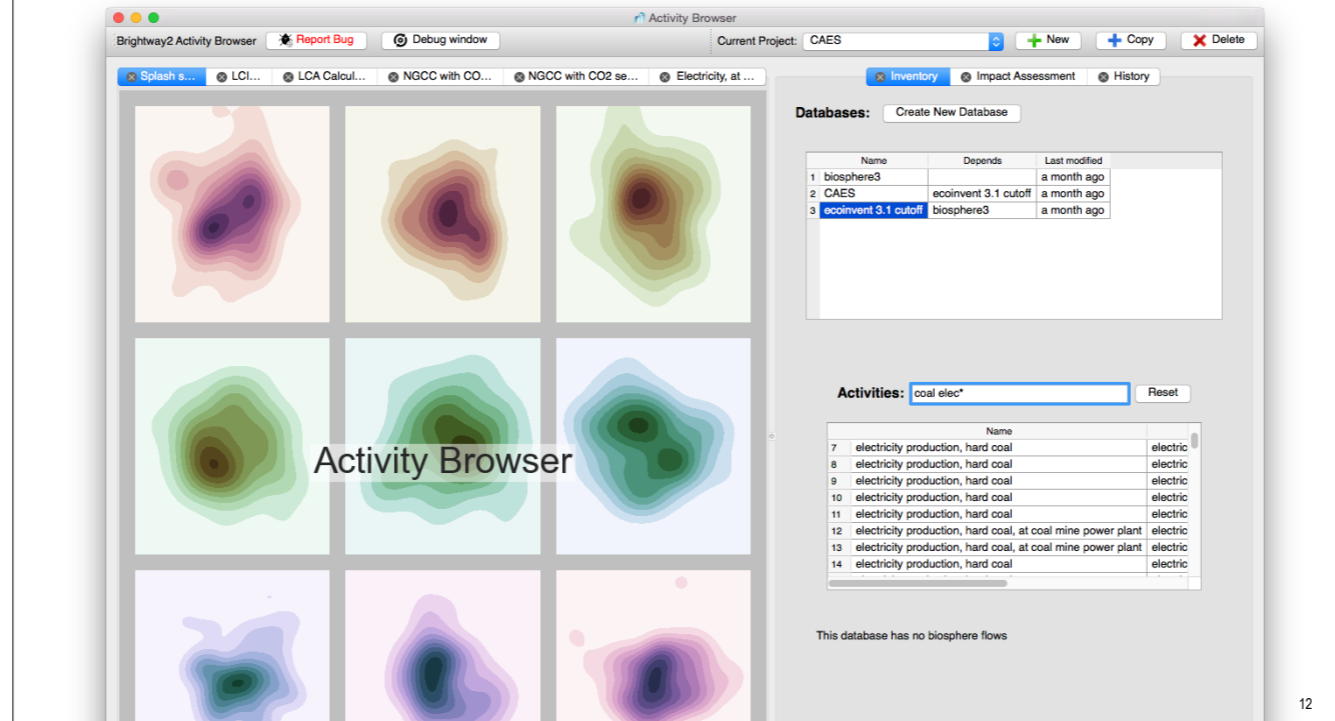 Activity Browser
Brightway2 Activity Browser Report Bug Debug window Current Project: CAES New Copy Delete
Splash s... LCI... LCA Calcul... NGCC with CO... NGCC with CO2 se... Electricity, at ...
Inventory Impact Assessment History
Databases: Create New Database
Name Depends Last modified
1 biosphere3 a month ago
2 CAES ecoinvent 3.1 cutoff a month ago
3 ecoinvent 3.1 cutoff biosphere3 a month ago
Activity Browser
Activities: coal elec* Reset
Name
7 electricity production, hard coal electric
8 electricity production, hard coal electric
9 electricity production, hard coal electric
10 electricity production, hard coal electric
11 electricity production, hard coal electric
12 electricity production, hard coal, at coal mine power plant electric
13 electricity production, hard coal, at coal mine power plant electric
14 electricity production, hard coal electric
This database has no biosphere flows
12